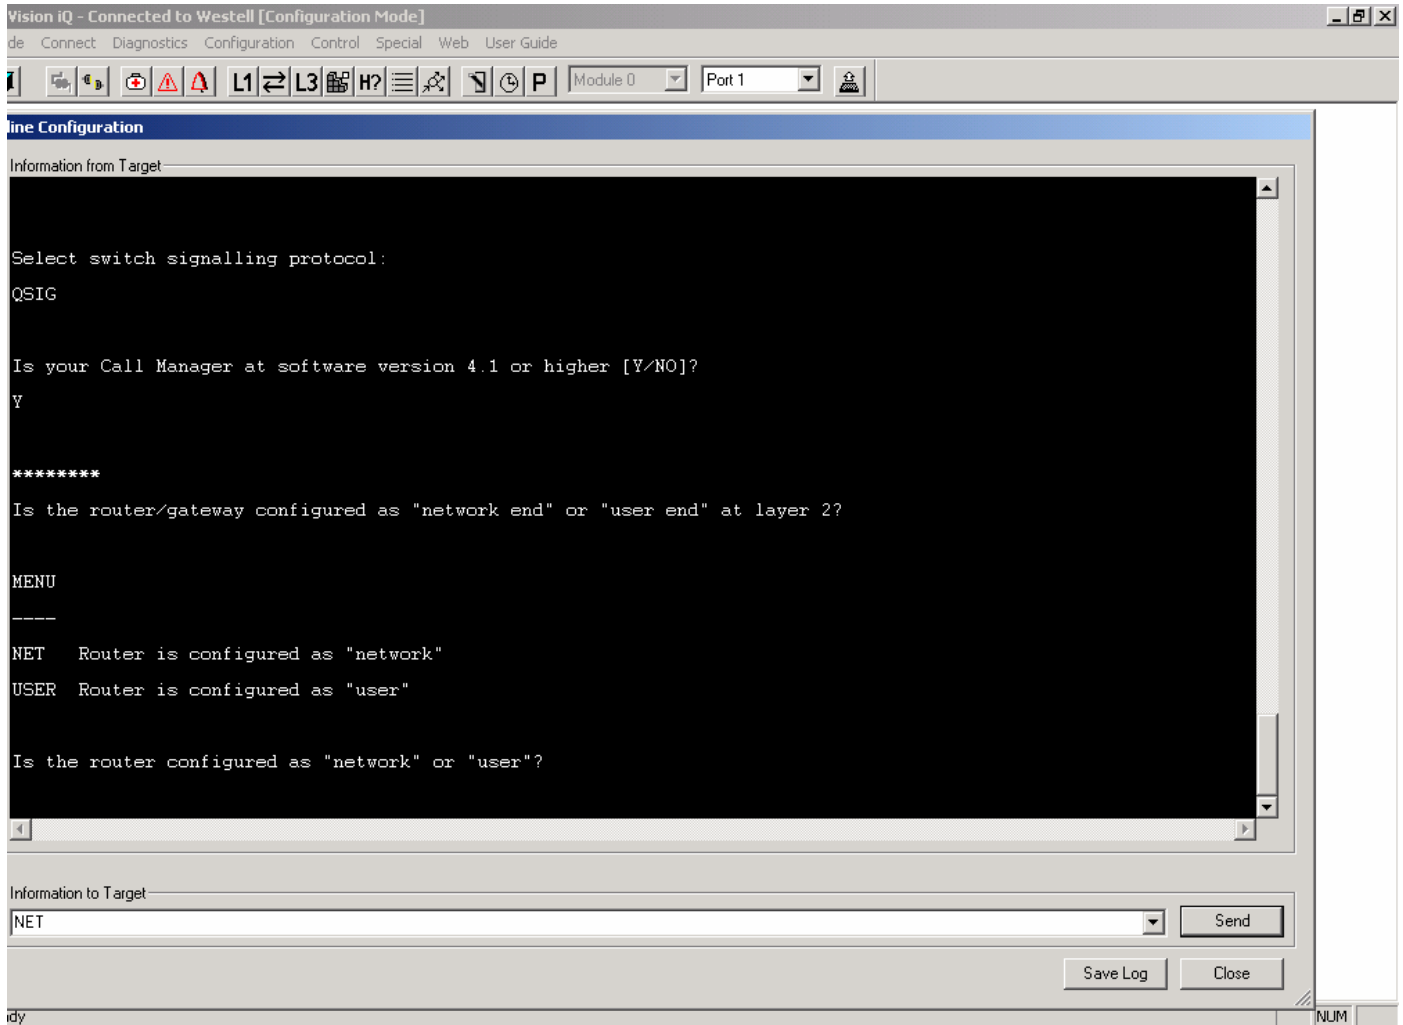 Vision iQ - Connected to Westell [Configuration Mode]
de Connect Diagnostics Configuration Control Special Web User Guide
L1 L3 H? P Module 0 Port 1
line Configuration
Information from Target
Select switch signalling protocol:
QSIG
Is your Call Manager at software version 4.1 or higher [Y/NO]?
Y
********
Is the router/gateway configured as "network end" or "user end" at layer 2?
MENU
----
NET Router is configured as "network"
USER Router is configured as "user"
Is the router configured as "network" or "user"?
Information to Target
NET Send
Save Log Close
dy NUM